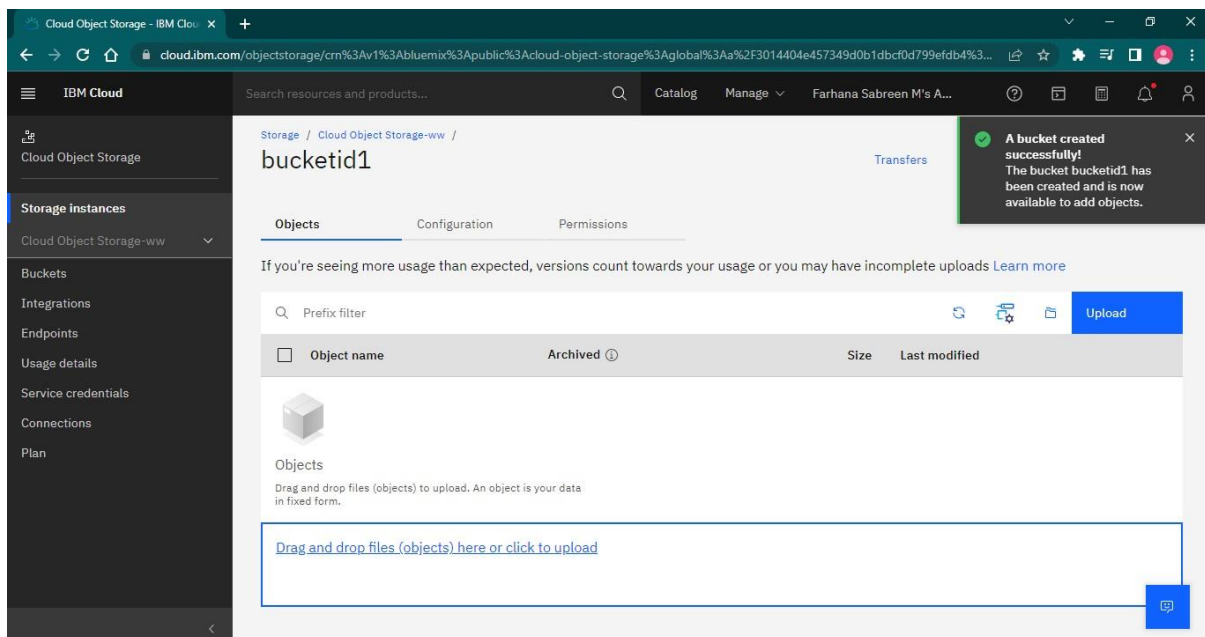 Cloud Object Storage - IBM Clou
cloud.ibm.com/objectstorage/crn%3Av1%3Abluemix%3Apublic%3Acloud-object-storage%3Aglobal%3Aa%2F3014404e457349d0b1dbcf0d799efdb4%3...
IBM Cloud
Search resources and products...
Catalog
Manage
Farhana Sabreen M's A...
Cloud Object Storage
Storage instances
Cloud Object Storage-ww
Buckets
Integrations
Endpoints
Usage details
Service credentials
Connections
Plan
Storage / Cloud Object Storage-ww /
bucketid1
Transfers
A bucket created
successfully!
The bucket bucketid1 has
been created and is now
available to add objects.
Objects
Configuration
Permissions
If you're seeing more usage than expected, versions count towards your usage or you may have incomplete uploads Learn more
Prefix filter
Upload
Object name
Archived
Size
Last modified
Objects
Drag and drop files (objects) to upload. An object is your data
in fixed form.
Drag and drop files (objects) here or click to upload